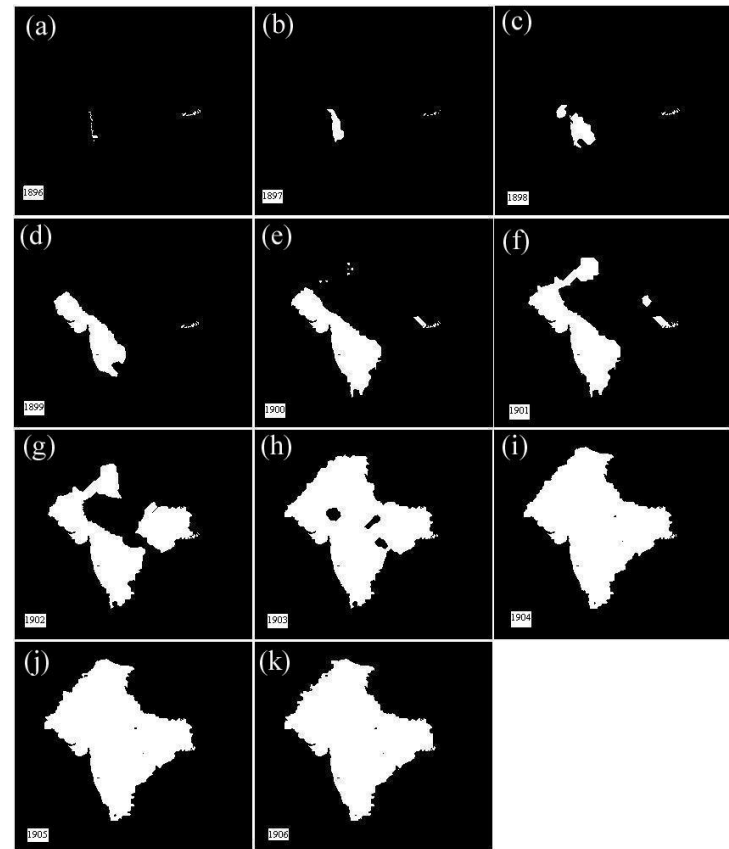 (a)
1896
(b)
1897
(c)
1898
(d)
1899
(e)
1900
(f)
1901
(g)
1902
(h)
1903
(i)
1904
(j)
1905
(k)
1906